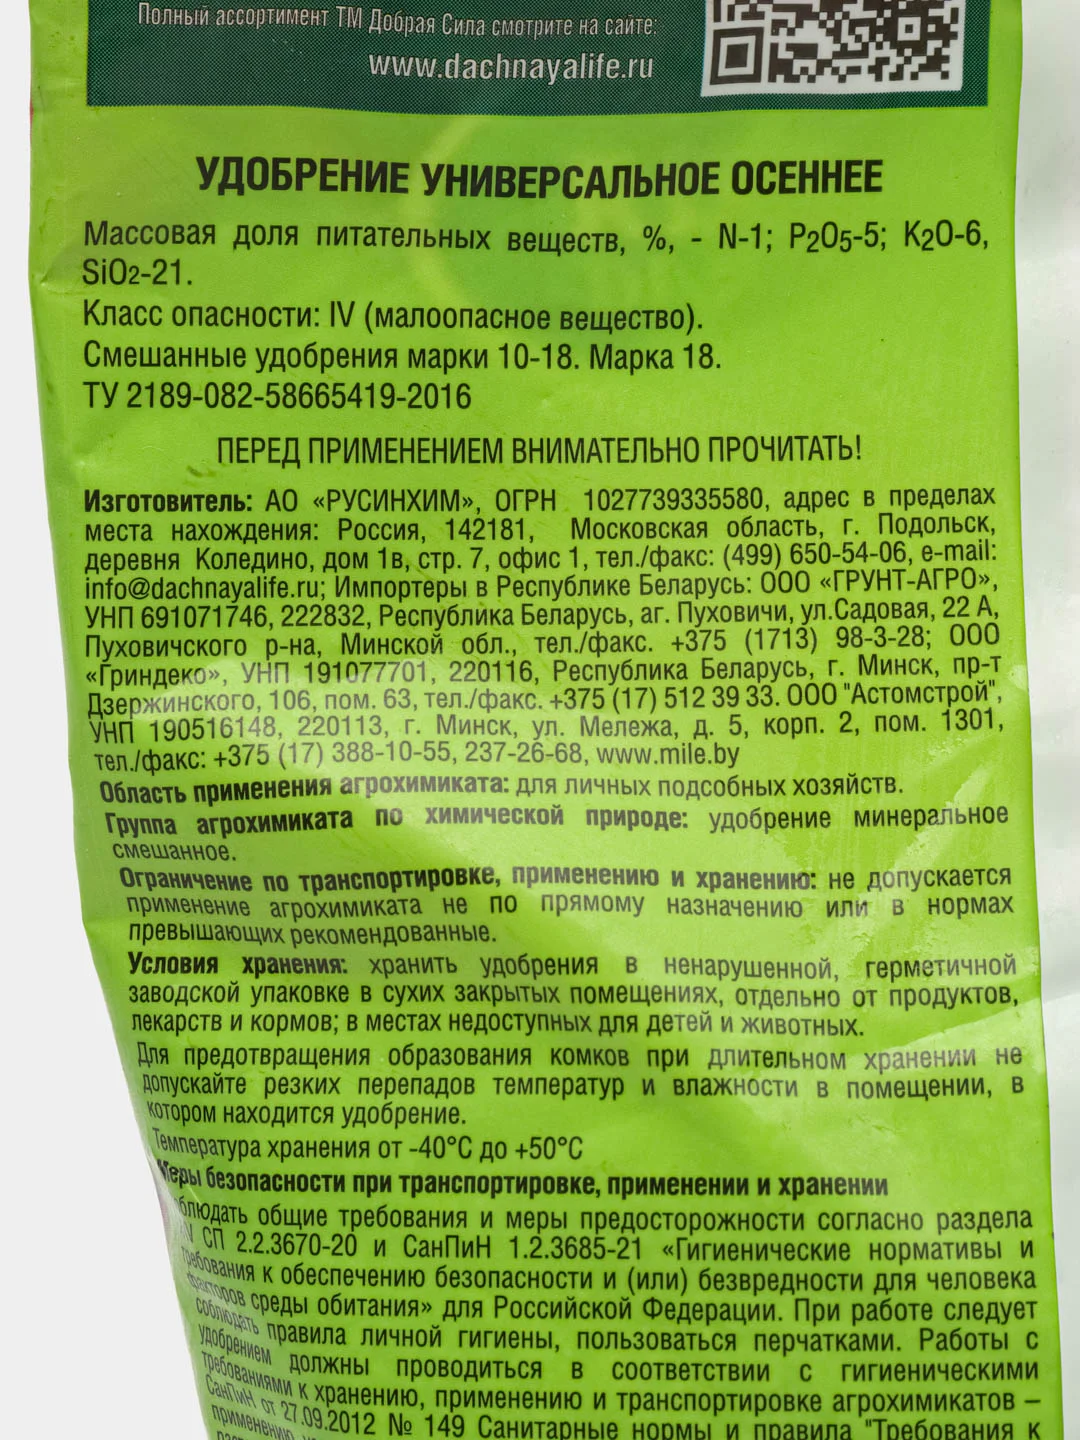 Полный ассортимент ТМ Добрая Сила смотрите на сайте:
www.dachnayalife.ru
УДОБРЕНИЕ УНИВЕРСАЛЬНОЕ ОСЕННЕЕ
Массовая доля питательных веществ, %, - N-1; P2O5-5; K2O-6,
SiO2-21.
Класс опасности: IV (малоопасное вещество).
Смешанные удобрения марки 10-18. Марка 18.
ТУ 2189-082-58665419-2016
ПЕРЕД ПРИМЕНЕНИЕМ ВНИМАТЕЛЬНО ПРОЧИТАТЬ!
Изготовитель: АО «РУСИНХИМ», ОГРН 1027739335580, адрес в пределах
места нахождения: Россия, 142181, Московская область, г. Подольск,
деревня Коледино, дом 1в, стр. 7, офис 1, тел./факс: (499) 650-54-06, e-mail:
info@dachnayalife.ru; Импортеры в Республике Беларусь: ООО «ГРУНТ-АГРО»,
УНП 691071746, 222832, Республика Беларусь, аг. Пуховичи, ул.Садовая, 22 А,
Пуховичского р-на, Минской обл., тел./факс. +375 (1713) 98-3-28; ООО
«Гриндеко», УНП 191077701, 220116, Республика Беларусь, г. Минск, пр-т
Дзержинского, 106, пом. 63, тел./факс. +375 (17) 512 39 33. ООО "Астомстрой",
УНП 190516148, 220113, г. Минск, ул. Мележа, д. 5, корп. 2, пом. 1301,
тел./факс: +375 (17) 388-10-55, 237-26-68, www.mile.by
Область применения агрохимиката: для личных подсобных хозяйств.
Группа агрохимиката по химической природе: удобрение минеральное
смешанное.
Ограничение по транспортировке, применению и хранению: не допускается
применение агрохимиката не по прямому назначению или в нормах
превышающих рекомендованные.
Условия хранения: хранить удобрения в ненарушенной, герметичной
заводской упаковке в сухих закрытых помещениях, отдельно от продуктов,
лекарств и кормов; в местах недоступных для детей и животных.
Для предотвращения образования комков при длительном хранении не
допускайте резких перепадов температур и влажности в помещении, в
котором находится удобрение.
Температура хранения от -40°С до +50°С
Меры безопасности при транспортировке, применении и хранении
облюдать общие требования и меры предосторожности согласно раздела
IV СП 2.2.3670-20 и СанПиН 1.2.3685-21 «Гигиенические нормативы и
требования к обеспечению безопасности и (или) безвредности для человека
факторов среды обитания» для Российской Федерации. При работе следует
соблюдать правила личной гигиены, пользоваться перчатками. Работы с
удобрением должны проводиться в соответствии с гигиеническими
требованиями к хранению, применению и транспортировке агрохимикатов –
СанПиН от 27.09.2012 № 149 Санитарные нормы и правила "Требования к
применению